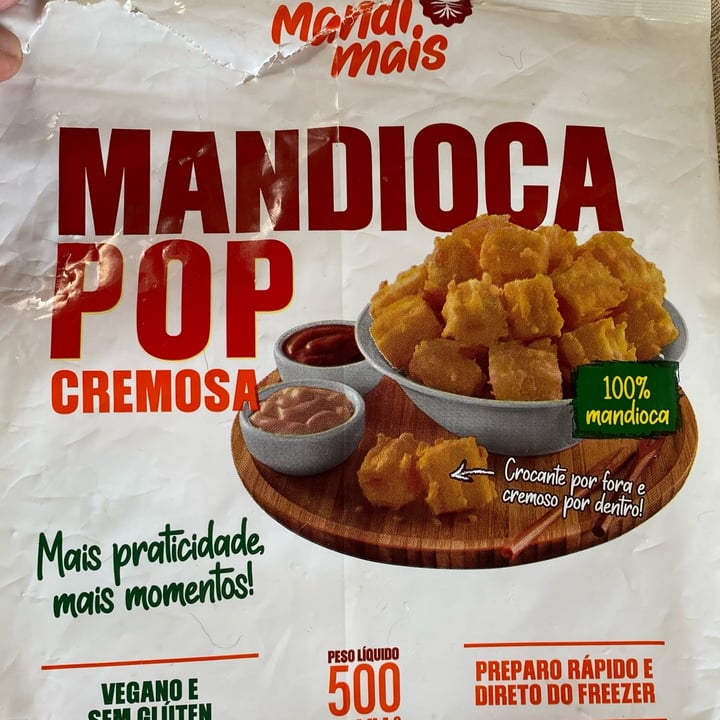 Mandi
mais
MANDIOCA
POP
CREMOSA
100%
mandioca
Crocante por fora e
cremoso por dentro!
Mais praticidade,
mais momentos!
VEGANO E
SEM GLÚTEN
PESO LÍQUIDO
500
PREPARO RÁPIDO E
DIRETO DO FREEZER